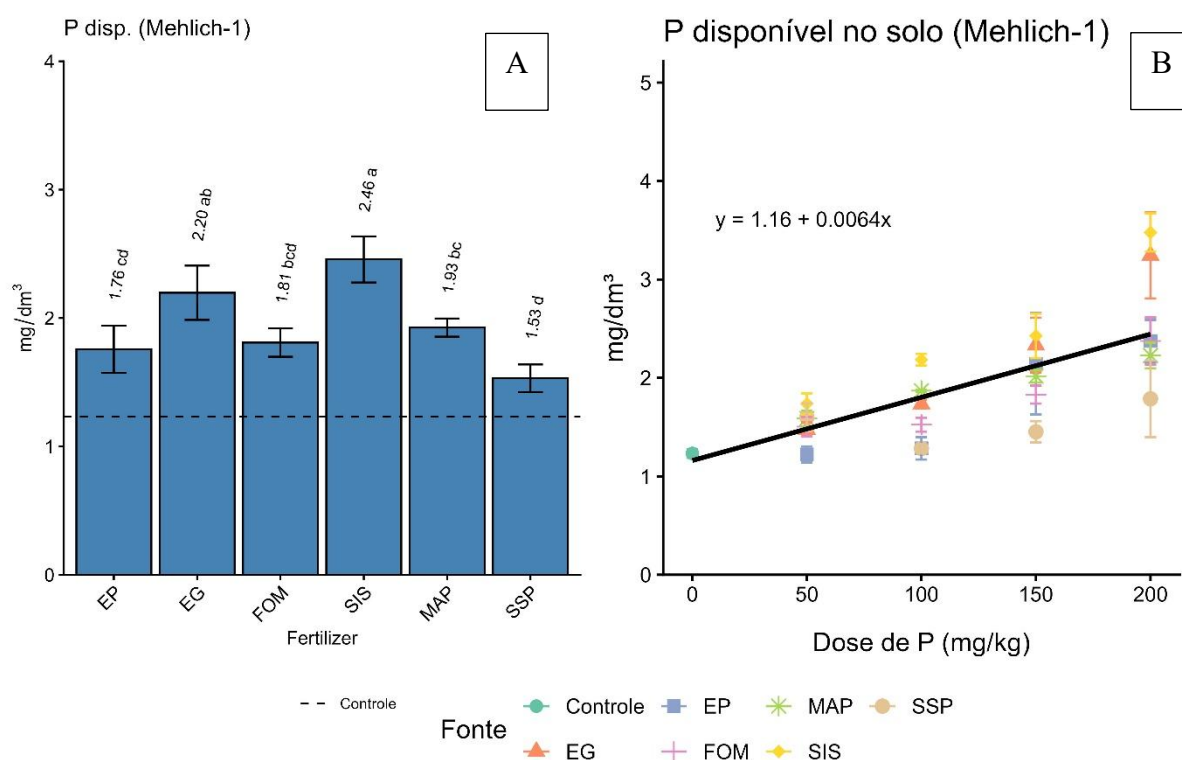 P disp. (Mehlich-1)
A
4
3
2
1
0
mg/dm³
1.76 cd
2.20 ab
1.81 bcd
2.46 a
1.93 bc
1.53 d
EP
EG
FOM
SIS
MAP
SSP
Fertilizer
Controle
P disponível no solo (Mehlich-1)
B
5
4
3
2
1
0
mg/dm³
y = 1.16 + 0.0064x
0 50 100 150 200
Dose de P (mg/kg)
Fonte
Controle EP MAP SSP
EG FOM SIS